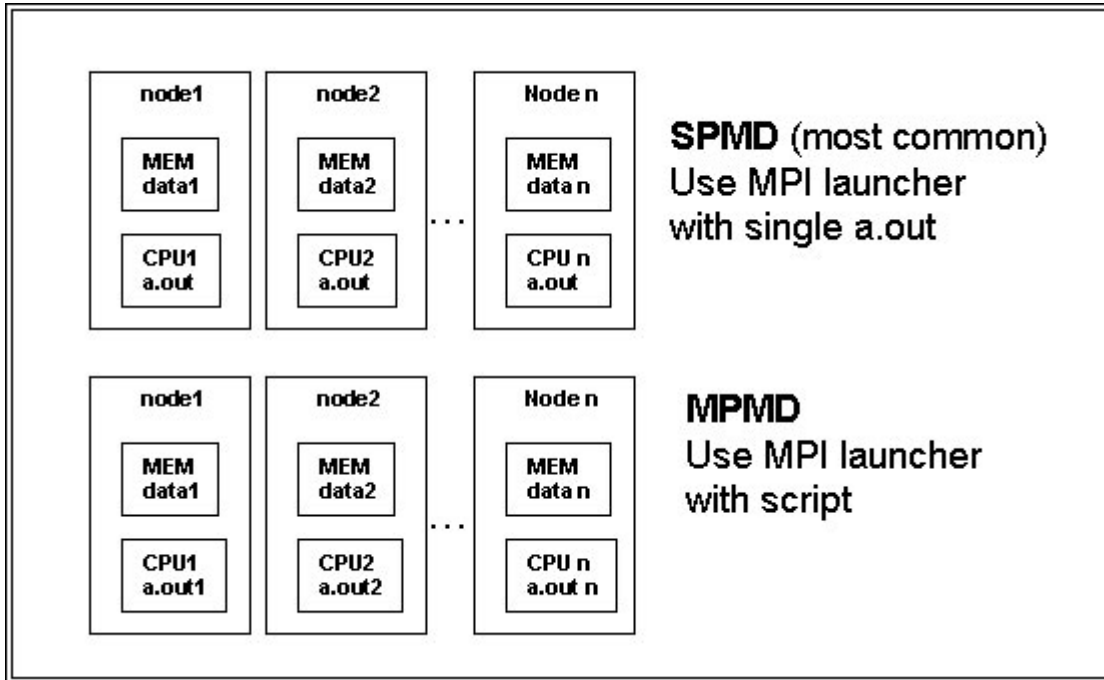 node1
MEM
data1
CPU1
a.out
node2
MEM
data2
CPU2
a.out
...
Node n
MEM
data n
CPU n
a.out
SPMD (most common)
Use MPI launcher
with single a.out
node1
MEM
data1
CPU1
a.out1
node2
MEM
data2
CPU2
a.out2
...
Node n
MEM
data n
CPU n
a.out n
MPMD
Use MPI launcher
with script